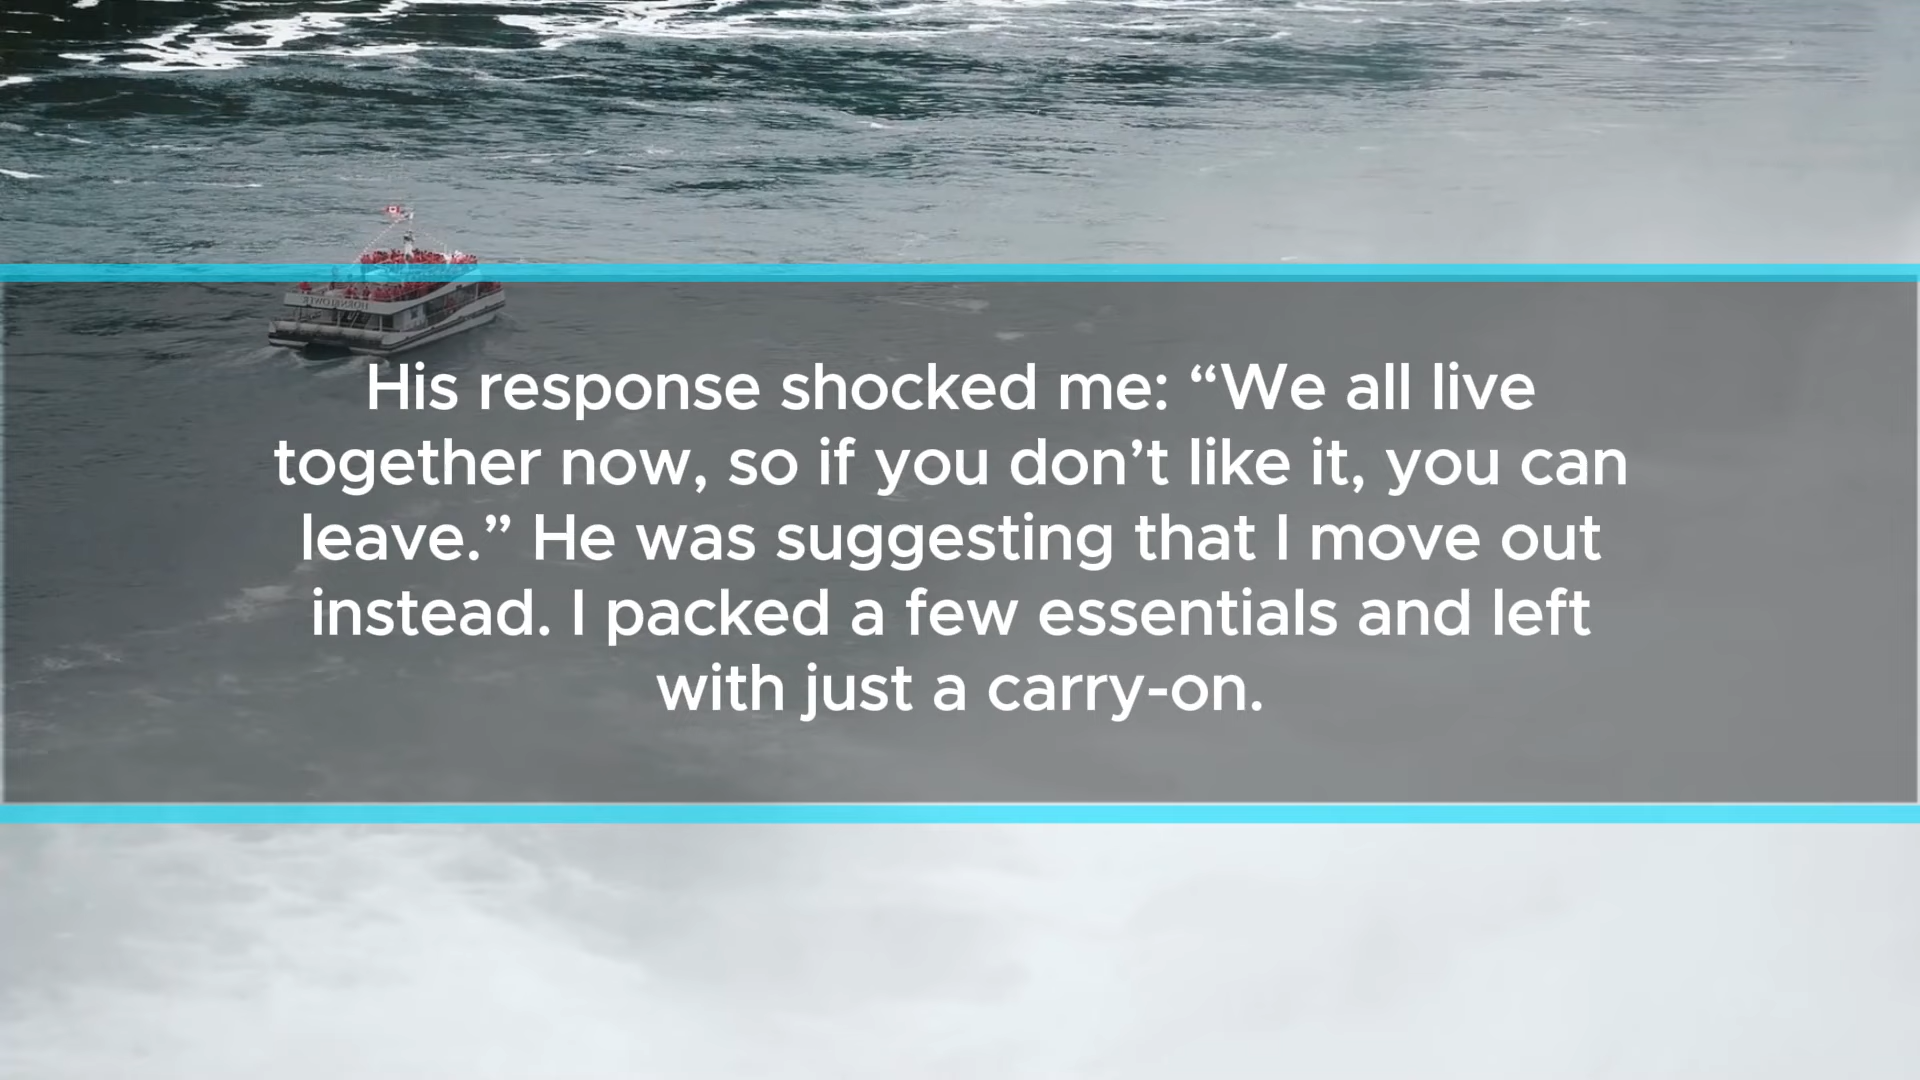 HORNBLOWER
His response shocked me: “We all live
together now, so if you don’t like it, you can
leave.” He was suggesting that I move out
instead. I packed a few essentials and left
with just a carry-on.